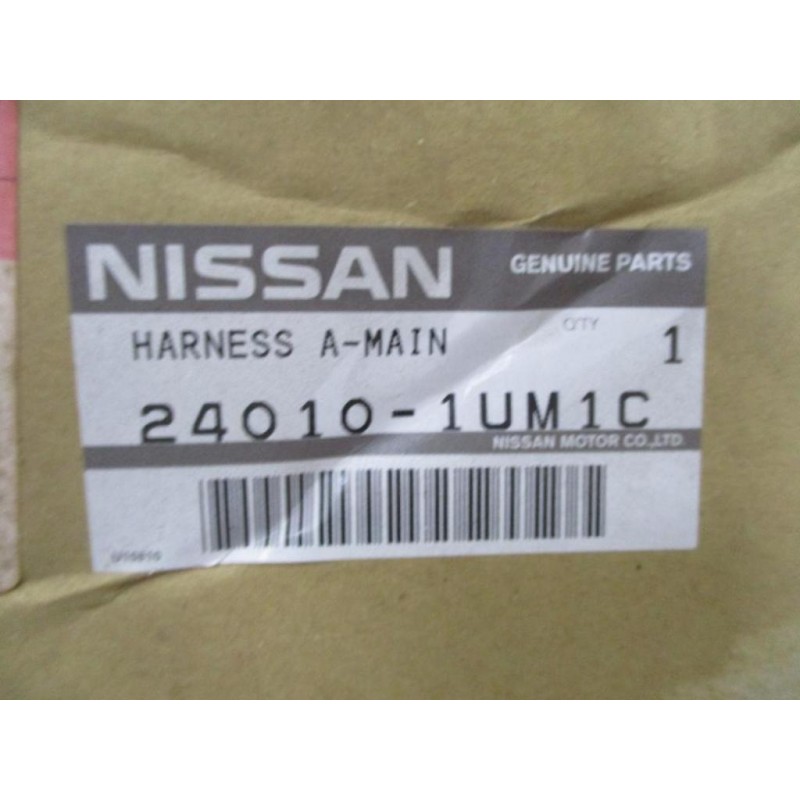 NISSAN GENUINE PARTS
HARNESS A-MAIN Q'TY 1
24010-1UM1C
NISSAN MOTOR CO.,LTD.